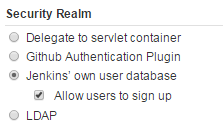 Security Realm
Delegate to servlet container
Github Authentication Plugin
Jenkins' own user database
Allow users to sign up
LDAP